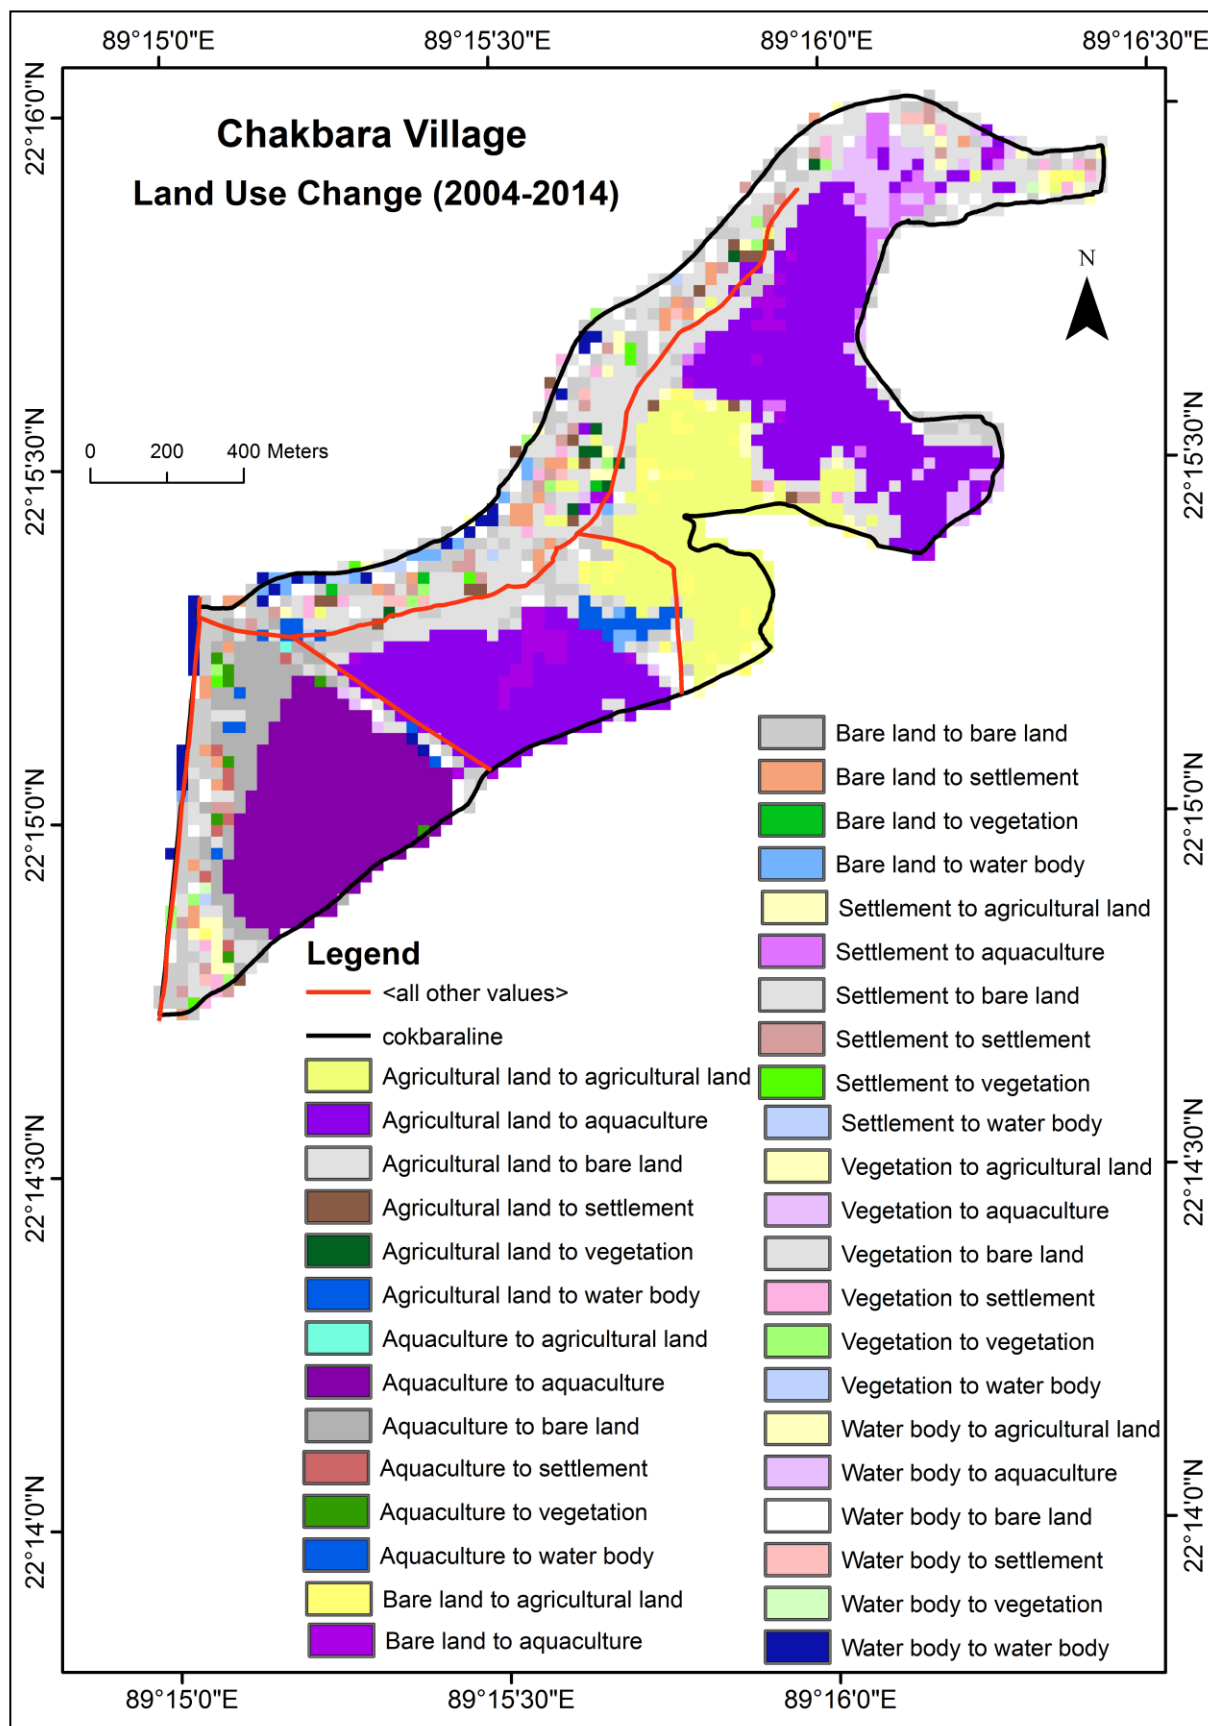 89°15'0"E
89°15'30"E
89°16'0"E
89°16'30"E
Chakbara Village
Land Use Change (2004-2014)
22°16'0"N
22°15'30"N
22°15'0"N
22°14'30"N
22°14'0"N
22°16'0"N
22°15'30"N
22°15'0"N
22°14'30"N
22°14'0"N
N
0 200 400 Meters
Legend
<all other values>
cokbaraline
Agricultural land to agricultural land
Agricultural land to aquaculture
Agricultural land to bare land
Agricultural land to settlement
Agricultural land to vegetation
Agricultural land to water body
Aquaculture to agricultural land
Aquaculture to aquaculture
Aquaculture to bare land
Aquaculture to settlement
Aquaculture to vegetation
Aquaculture to water body
Bare land to agricultural land
Bare land to aquaculture
Bare land to bare land
Bare land to settlement
Bare land to vegetation
Bare land to water body
Settlement to agricultural land
Settlement to aquaculture
Settlement to bare land
Settlement to settlement
Settlement to vegetation
Settlement to water body
Vegetation to agricultural land
Vegetation to aquaculture
Vegetation to bare land
Vegetation to settlement
Vegetation to vegetation
Vegetation to water body
Water body to agricultural land
Water body to aquaculture
Water body to bare land
Water body to settlement
Water body to vegetation
Water body to water body
89°15'0"E
89°15'30"E
89°16'0"E